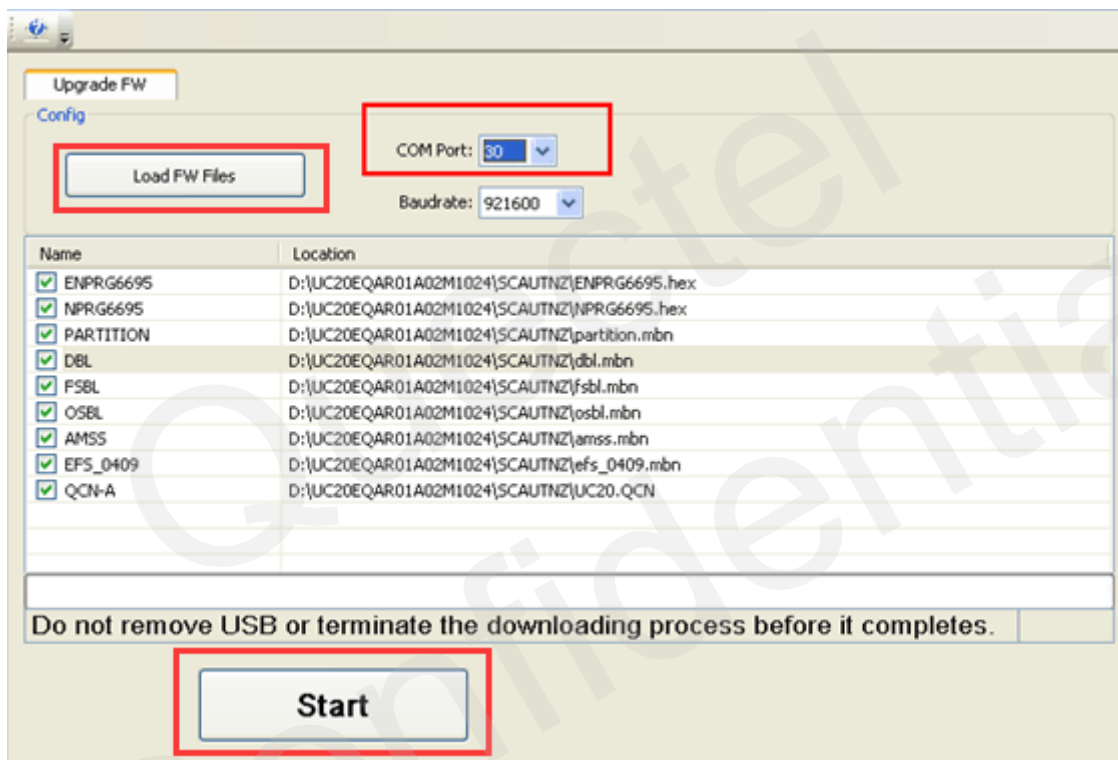 Upgrade FW
Config
Load FW Files
COM Port: 30
Baudrate: 921600
Name Location
ENPRG6695 D:\UC20EQAR01A02M1024\SCAUTNZ\ENPRG6695.hex
NPRG6695 D:\UC20EQAR01A02M1024\SCAUTNZ\NPRG6695.hex
PARTITION D:\UC20EQAR01A02M1024\SCAUTNZ\partition.mbn
DBL D:\UC20EQAR01A02M1024\SCAUTNZ\dbl.mbn
FSBL D:\UC20EQAR01A02M1024\SCAUTNZ\fsbl.mbn
OSBL D:\UC20EQAR01A02M1024\SCAUTNZ\osbl.mbn
AMSS D:\UC20EQAR01A02M1024\SCAUTNZ\amss.mbn
EFS_0409 D:\UC20EQAR01A02M1024\SCAUTNZ\efs_0409.mbn
QCN-A D:\UC20EQAR01A02M1024\SCAUTNZ\UC20.QCN
Do not remove USB or terminate the downloading process before it completes.
Start
Quectel
Confidential